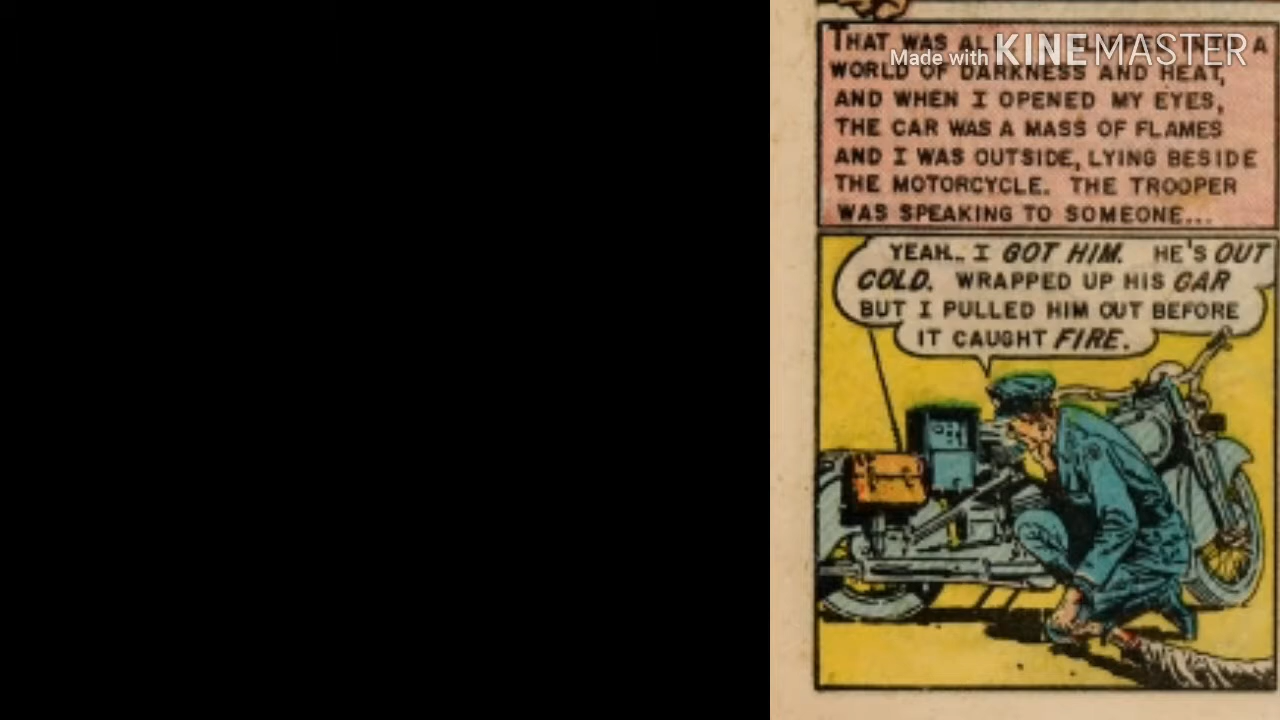 Made with KINEMASTER
THAT WAS A
WORLD OF DARKNESS AND HEAT,
AND WHEN I OPENED MY EYES,
THE CAR WAS A MASS OF FLAMES
AND I WAS OUTSIDE, LYING BESIDE
THE MOTORCYCLE. THE TROOPER
WAS SPEAKING TO SOMEONE...
YEAH.. I GOT HIM. HE'S OUT
COLD. WRAPPED UP HIS CAR
BUT I PULLED HIM OUT BEFORE
IT CAUGHT FIRE.